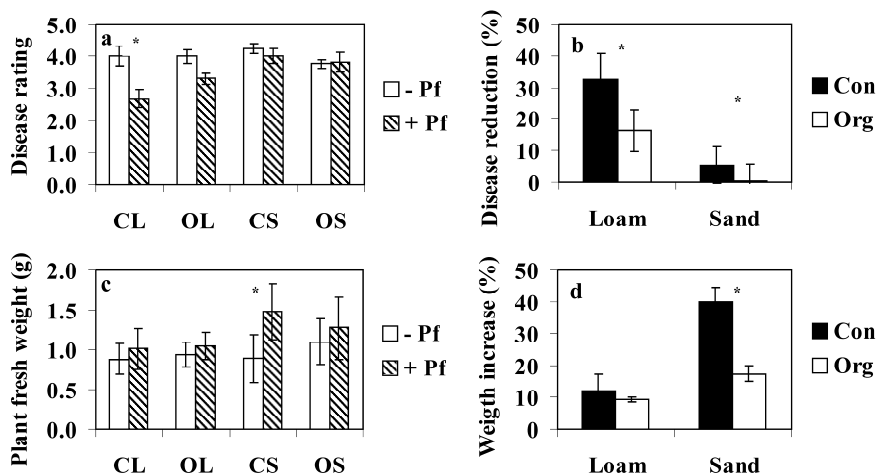 a
*
Disease rating
5.0
4.0
3.0
2.0
1.0
0.0
CL OL CS OS
- Pf
+ Pf
b
*
*
Disease reduction (%)
50
40
30
20
10
0
Loam Sand
Con
Org
c
*
Plant fresh weight (g)
2.0
1.5
1.0
0.5
0.0
CL OL CS OS
- Pf
+ Pf
d
*
Weigth increase (%)
50
40
30
20
10
0
Loam Sand
Con
Org